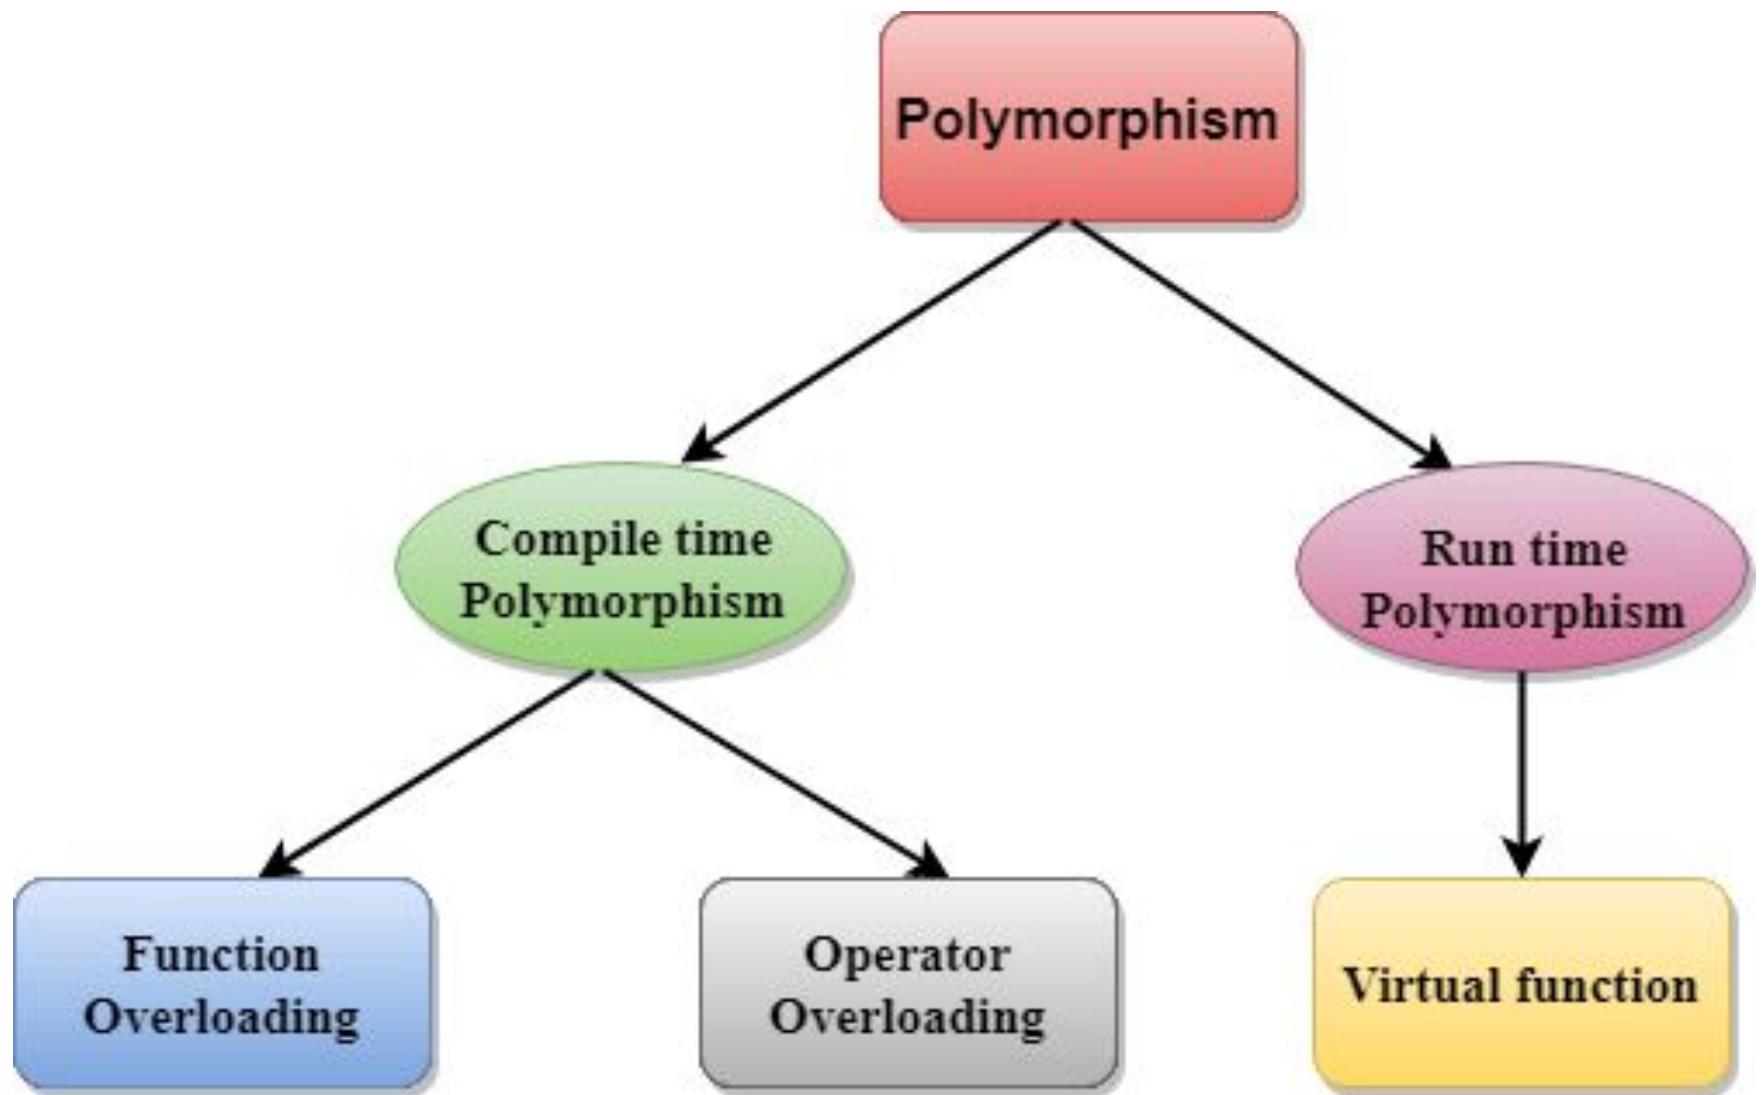 Polymorphism
Compile time
Polymorphism
Run time
Polymorphism
Function
Overloading
Operator
Overloading
Virtual function